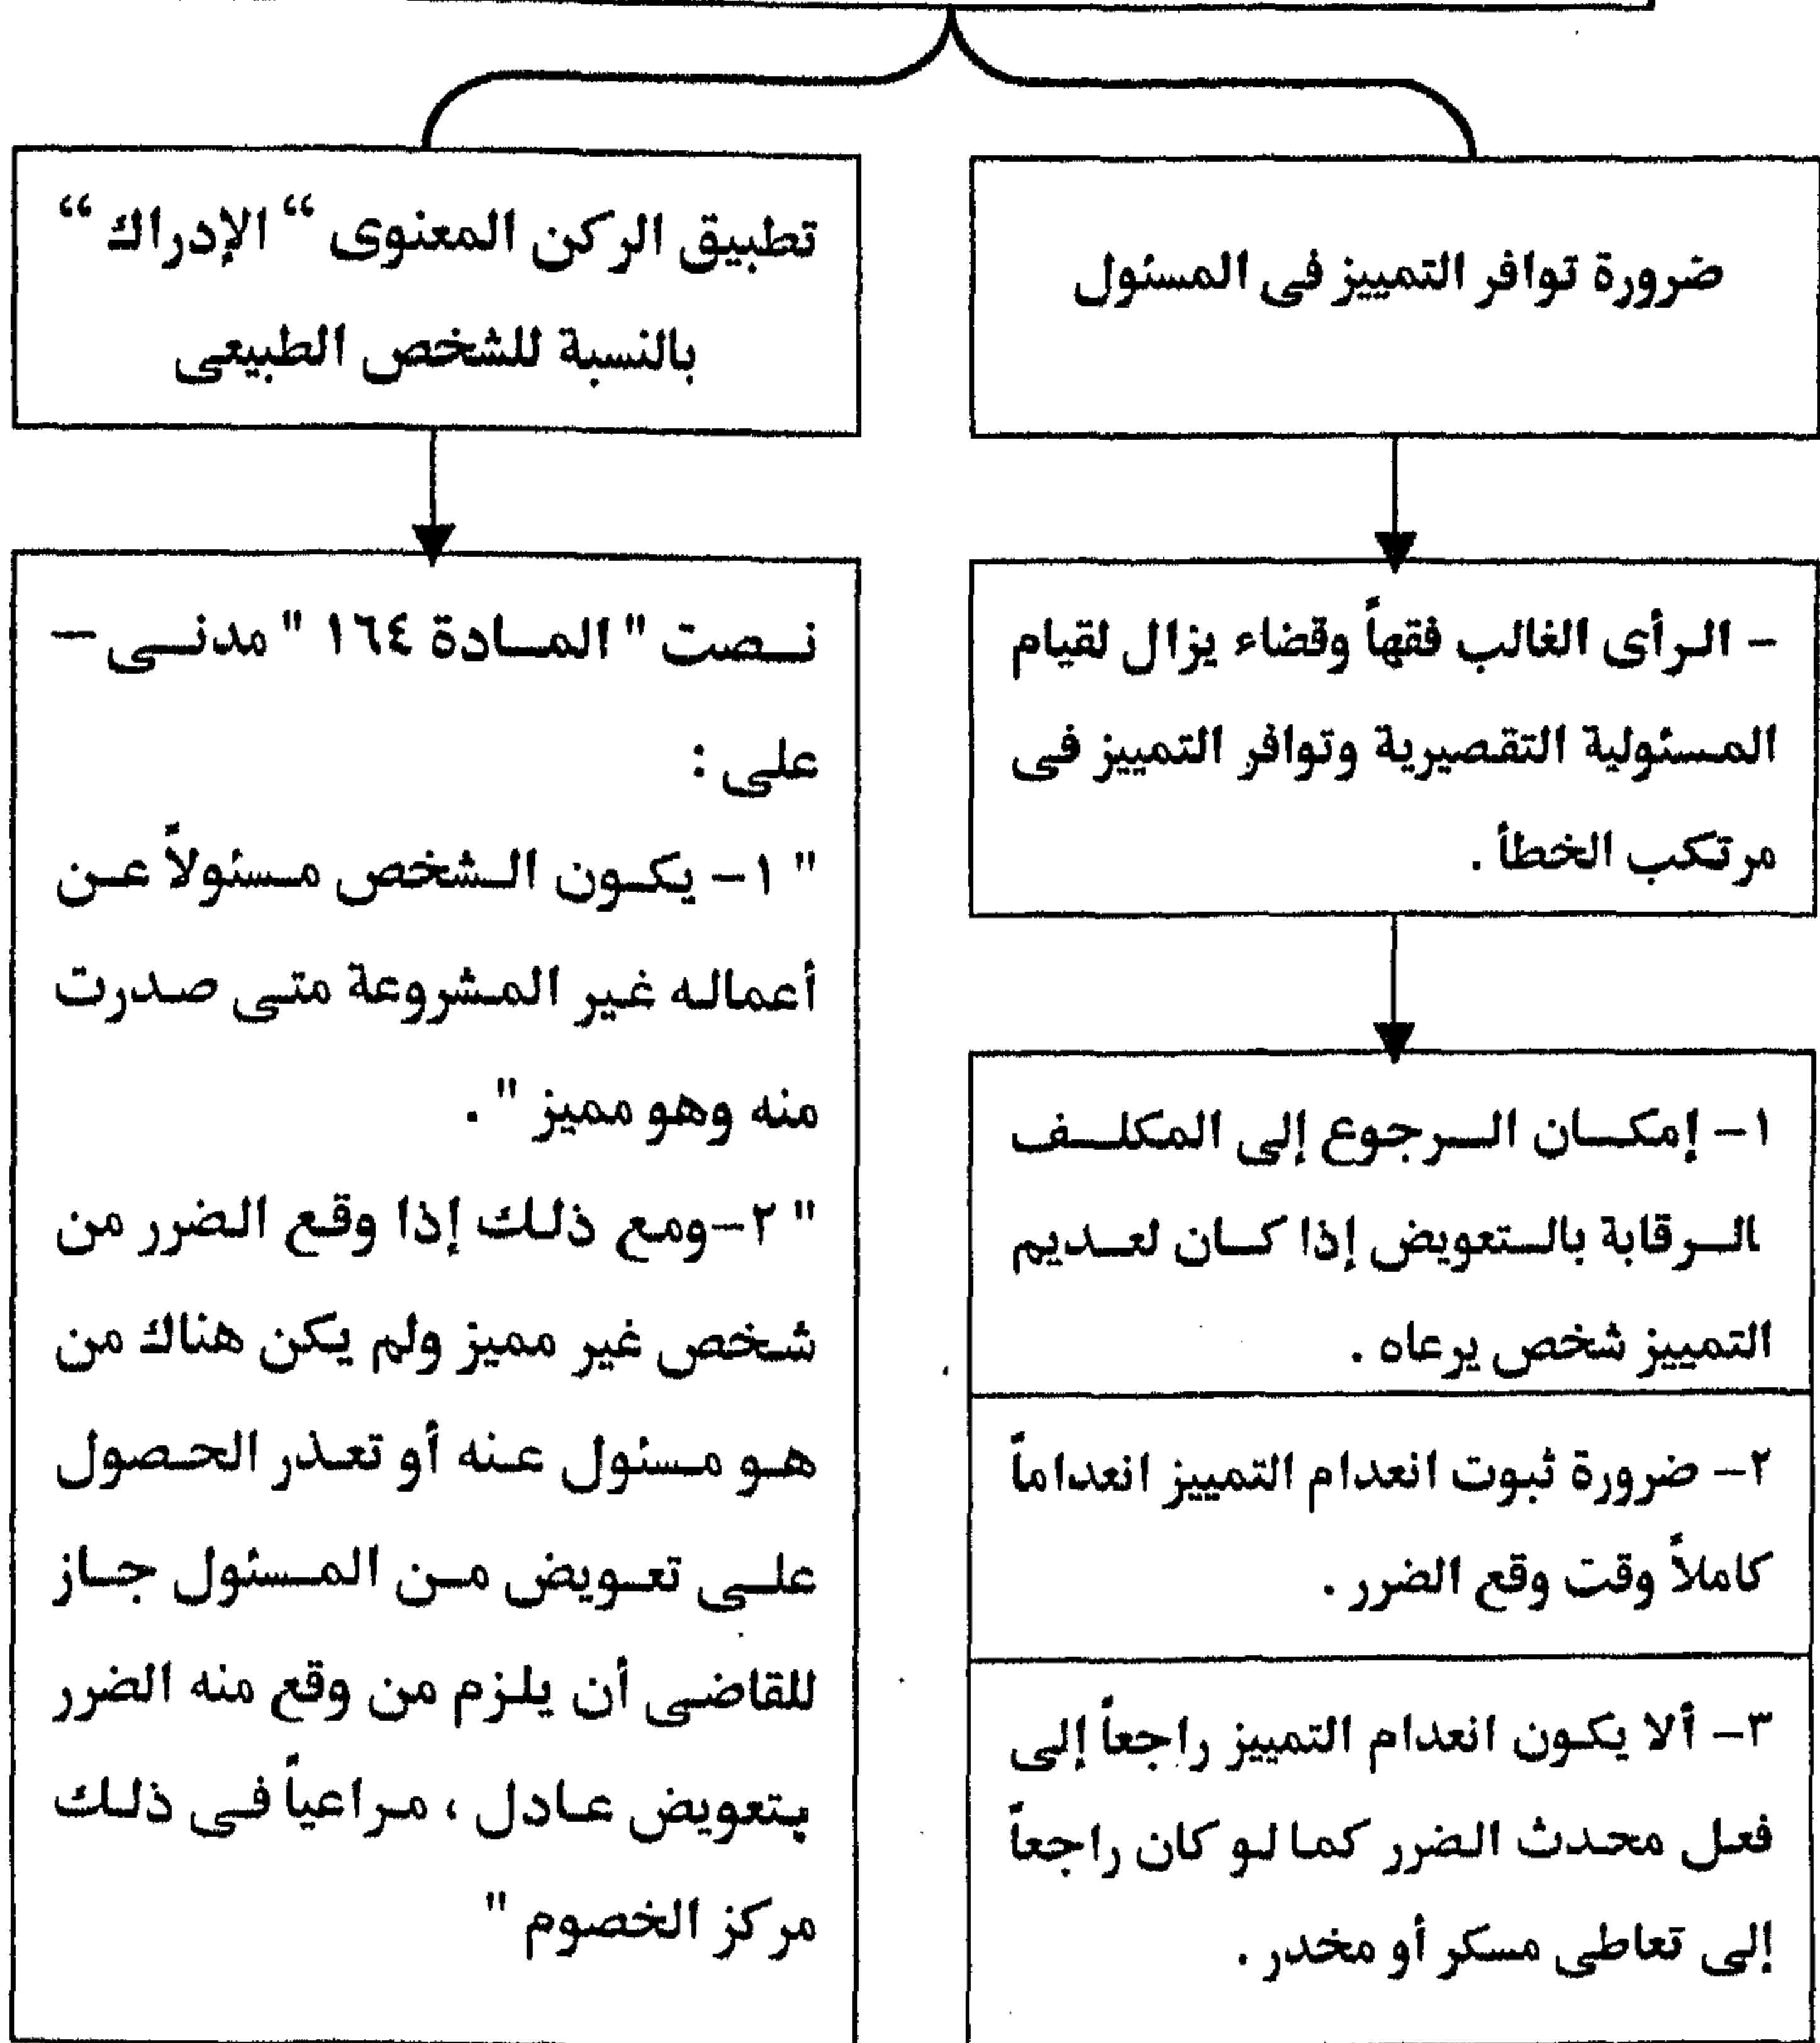 ضرورة توافر التمييز فى المسئول
– الرأى الغالب فقهاً وقضاء يزال لقيام
المسئولية التقصيرية وتوافر التمييز فى
مرتكب الخطأ .
١– إمكان الرجوع إلى المكلف
الرقابة بالتعويض إذا كان لعديم
التمييز شخص يرعاه .
٢– ضرورة ثبوت انعدام التمييز انعداماً
كاملاً وقت وقع الضرر .
٣– ألا يكون انعدام التمييز راجعاً إلى
فعل محدث الضرر كما لو كان راجعاً
إلى تعاطى مسكر أو مخدر .
تطبيق الركن المعنوى “ الإدراك “
بالنسبة للشخص الطبيعى
نصت " المادة ١٦٤ " مدنى –
على :
" ١– يكون الشخص مسئولاً عن
أعماله غير المشروعة متى صدرت
منه وهو مميز " .
" ٢–ومع ذلك إذا وقع الضرر من
شخص غير مميز ولم يكن هناك من
هو مسئول عنه أو تعذر الحصول
على تعويض من المسئول جاز
للقاضى أن يلزم من وقع منه الضرر
بتعويض عادل ، مراعياً فى ذلك
مركز الخصوم "